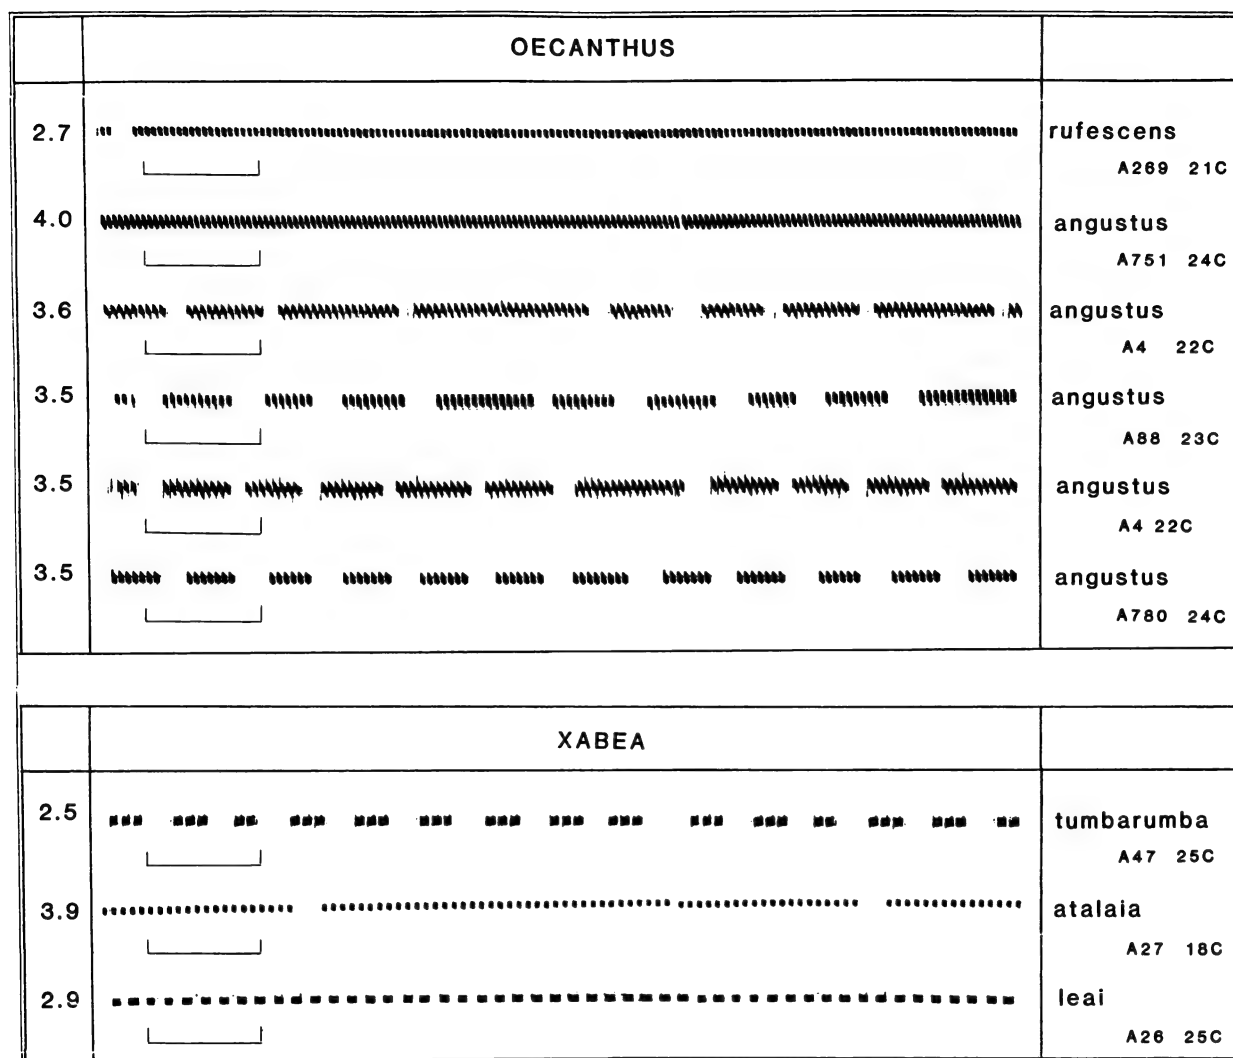 OECANTHUS
2.7 rufescens
A269 21C
4.0 angustus
A751 24C
3.6 angustus
A4 22C
3.5 angustus
A88 23C
3.5 angustus
A4 22C
3.5 angustus
A780 24C
XABEA
2.5 tumbarumba
A47 25C
3.9 atalaia
A27 18C
2.9 leai
A26 25C